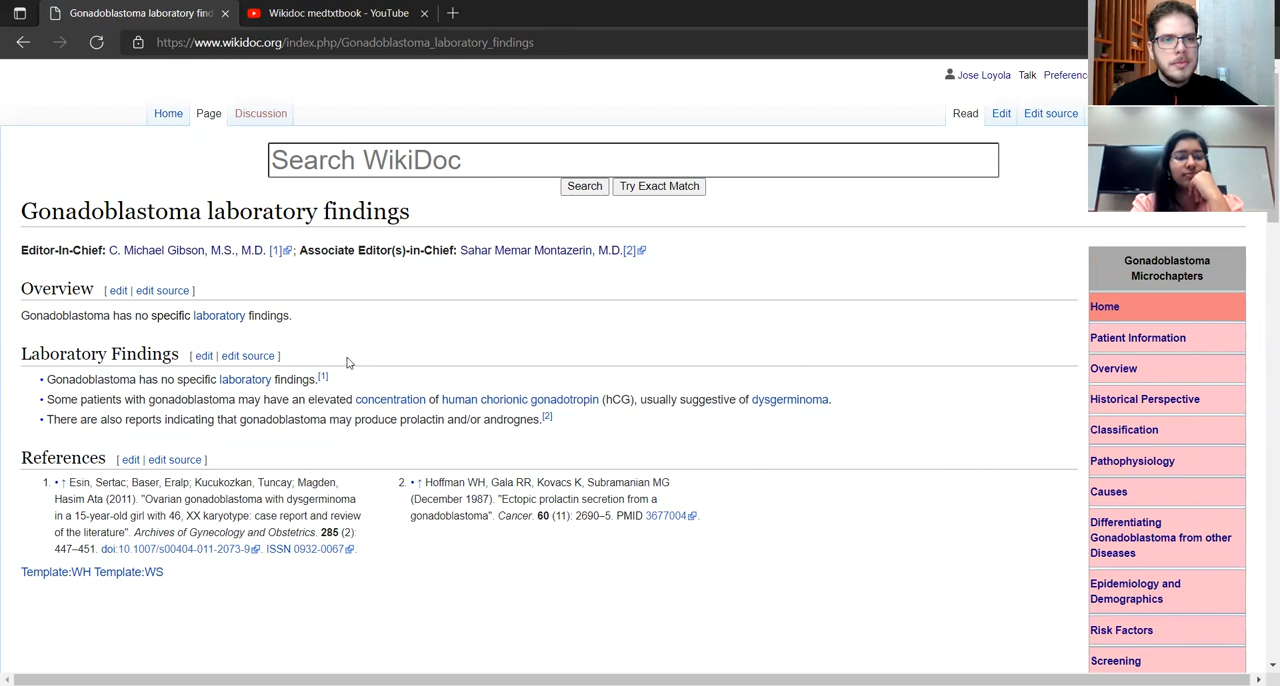 Gonadoblastoma laboratory find
Wikidoc medtxtbook - YouTube
https://www.wikidoc.org/index.php/Gonadoblastoma_laboratory_findings
Jose Loyola Talk Preferenc
Home Page Discussion
Read Edit Edit source
Search WikiDoc
Search Try Exact Match
Gonadoblastoma laboratory findings
Editor-In-Chief: C. Michael Gibson, M.S., M.D. [1]; Associate Editor(s)-in-Chief: Sahar Memar Montazerin, M.D.[2]
Overview [ edit | edit source ]
Gonadoblastoma has no specific laboratory findings.
Laboratory Findings [ edit | edit source ]
• Gonadoblastoma has no specific laboratory findings.[1]
• Some patients with gonadoblastoma may have an elevated concentration of human chorionic gonadotropin (hCG), usually suggestive of dysgerminoma.
• There are also reports indicating that gonadoblastoma may produce prolactin and/or andrognes.[2]
References [ edit | edit source ]
1. • ↑ Esin, Sertac; Baser, Eralp; Kucukozkan, Tuncay; Magden,
Hasim Ata (2011). "Ovarian gonadoblastoma with dysgerminoma
in a 15-year-old girl with 46, XX karyotype: case report and review
of the literature". Archives of Gynecology and Obstetrics. 285 (2):
447–451. doi:10.1007/s00404-011-2073-9. ISSN 0932-0067.
2. • ↑ Hoffman WH, Gala RR, Kovacs K, Subramanian MG
(December 1987). "Ectopic prolactin secretion from a
gonadoblastoma". Cancer. 60 (11): 2690–5. PMID 3677004.
Template:WH Template:WS
Gonadoblastoma
Microchapters
Home
Patient Information
Overview
Historical Perspective
Classification
Pathophysiology
Causes
Differentiating
Gonadoblastoma from other
Diseases
Epidemiology and
Demographics
Risk Factors
Screening